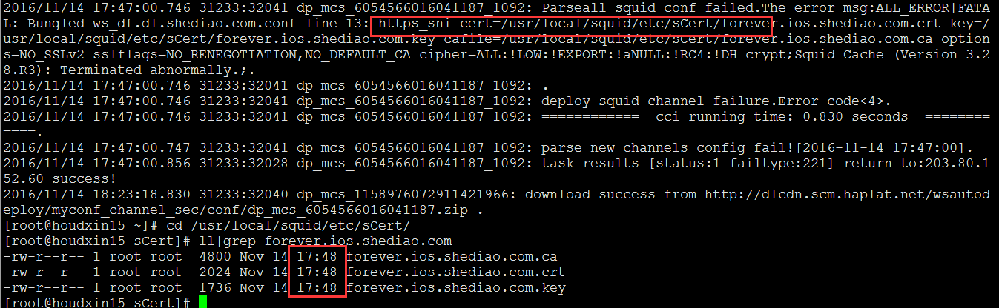 2016/11/14 17:47:00.746 31233:32041 dp_mcs_6054566016041187_1092: Parseall squid conf failed.The error msg:ALL_ERROR|FATA
L: Bungled ws_df.dl.shediao.com.conf line 13: https_sni cert=/usr/local/squid/etc/sCert/forever.ios.shediao.com.crt key=/
usr/local/squid/etc/sCert/forever.ios.shediao.com.key cafile=/usr/local/squid/etc/sCert/forever.ios.shediao.com.ca option
s=NO_SSLv2 sslflags=NO_RENEGOTIATION,NO_DEFAULT_CA cipher=ALL:!LOW:!EXPORT:!aNULL:!RC4:!DH crypt;Squid Cache (Version 3.2
8.R3): Terminated abnormally.;.
2016/11/14 17:47:00.746 31233:32041 dp_mcs_6054566016041187_1092: .
2016/11/14 17:47:00.746 31233:32041 dp_mcs_6054566016041187_1092: deploy squid channel failure.Error code<4>.
2016/11/14 17:47:00.746 31233:32041 dp_mcs_6054566016041187_1092: ============  cci running time: 0.830 seconds  ========
====.
2016/11/14 17:47:00.747 31233:32041 dp_mcs_6054566016041187_1092: parse new channels config fail![2016-11-14 17:47:00].
2016/11/14 17:47:00.856 31233:32028 dp_mcs_6054566016041187_1092: task results [status:1 failtype:221] return to:203.80.1
52.60 success!
2016/11/14 18:23:18.830 31233:32040 dp_mcs_1158976072911421966: download success from http://dlcdn.scm.haplat.net/wsautod
eploy/myconf_channel_sec/conf/dp_mcs_6054566016041187.zip .
[root@houdxin15 ~]# cd /usr/local/squid/etc/sCert/
[root@houdxin15 sCert]# ll|grep forever.ios.shediao.com
-rw-r--r-- 1 root root  4800 Nov 14 17:48 forever.ios.shediao.com.ca
-rw-r--r-- 1 root root  2024 Nov 14 17:48 forever.ios.shediao.com.crt
-rw-r--r-- 1 root root  1736 Nov 14 17:48 forever.ios.shediao.com.key
[root@houdxin15 sCert]#